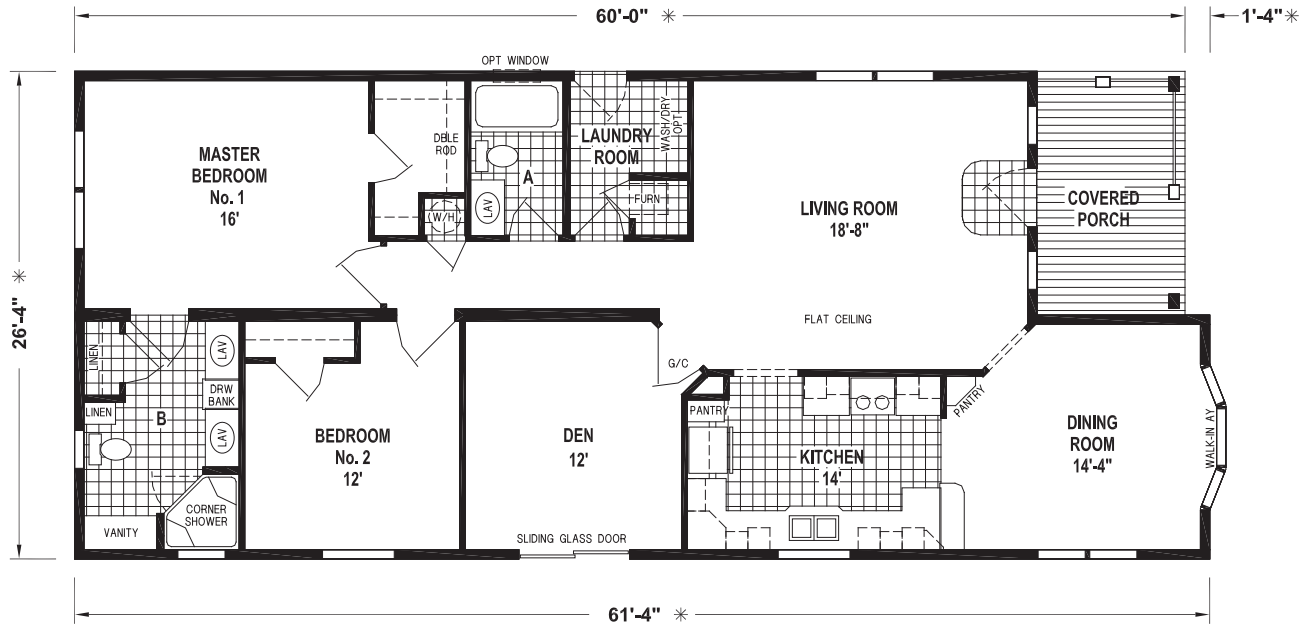 60'-0" ✳
1'-4"✳
OPT WINDOW
MASTER
BEDROOM
No. 1
16'
DBLE
ROD
W/H
A
LAV
LAUNDRY
ROOM
WASH/DRY
OPT-
FURN
LIVING ROOM
18'-8"
COVERED
PORCH
26'-4" ✳
FLAT CEILING
LINEN
LAV
DRW
BANK
LINEN
B
LAV
CORNER
SHOWER
VANITY
BEDROOM
No. 2
12'
DEN
12'
G/C
SLIDING GLASS DOOR
PANTRY
KITCHEN
14'
PANTRY
DINING
ROOM
14'-4"
WALK-IN AY
61'-4" ✳